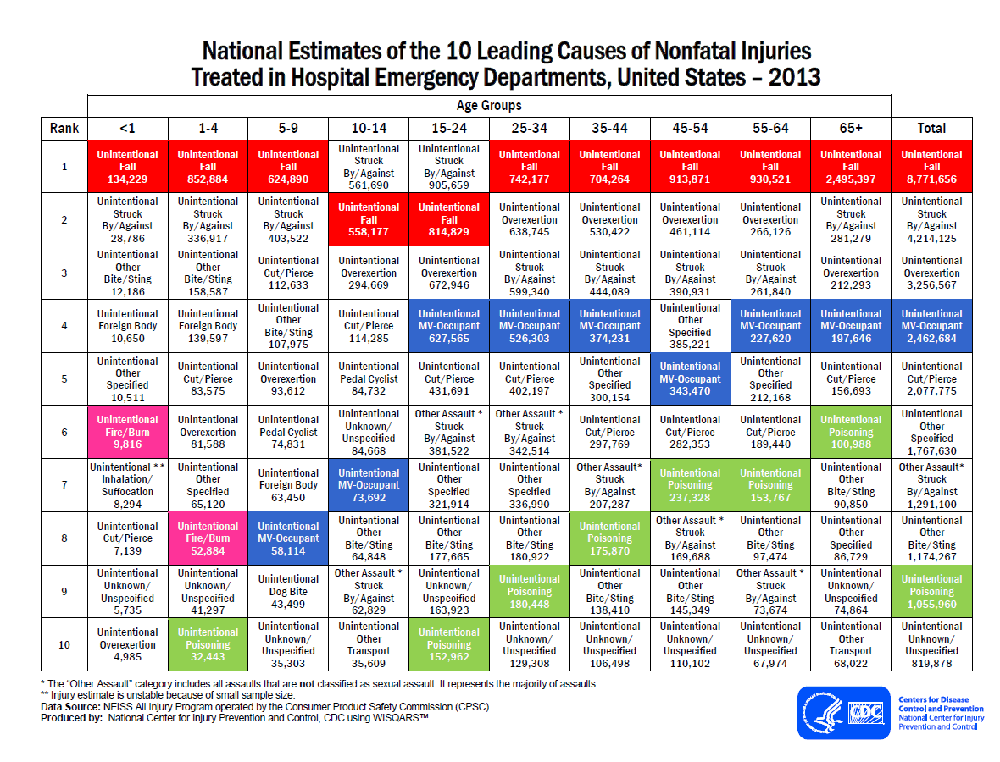 National Estimates of the 10 Leading Causes of Nonfatal Injuries
Treated in Hospital Emergency Departments, United States – 2013
Age Groups
Rank <1 1-4 5-9 10-14 15-24 25-34 35-44 45-54 55-64 65+ Total
1
Unintentional Fall 134,229
Unintentional Fall 852,884
Unintentional Fall 624,890
Unintentional Struck By/Against 561,690
Unintentional Struck By/Against 905,659
Unintentional Fall 742,177
Unintentional Fall 704,264
Unintentional Fall 913,871
Unintentional Fall 930,521
Unintentional Fall 2,495,397
Unintentional Fall 8,771,656
2
Unintentional Struck By/Against 28,786
Unintentional Struck By/Against 336,917
Unintentional Struck By/Against 403,522
Unintentional Fall 558,177
Unintentional Fall 814,829
Unintentional Overexertion 638,745
Unintentional Overexertion 530,422
Unintentional Overexertion 461,114
Unintentional Overexertion 266,126
Unintentional Struck By/Against 281,279
Unintentional Struck By/Against 4,214,125
3
Unintentional Other Bite/Sting 12,186
Unintentional Other Bite/Sting 158,587
Unintentional Cut/Pierce 112,633
Unintentional Overexertion 294,669
Unintentional Overexertion 672,946
Unintentional Struck By/Against 599,340
Unintentional Struck By/Against 444,089
Unintentional Struck By/Against 390,931
Unintentional Struck By/Against 261,840
Unintentional Overexertion 212,293
Unintentional Overexertion 3,256,567
4
Unintentional Foreign Body 10,650
Unintentional Foreign Body 139,597
Unintentional Other Bite/Sting 107,975
Unintentional Cut/Pierce 114,285
Unintentional MV-Occupant 627,565
Unintentional MV-Occupant 526,303
Unintentional MV-Occupant 374,231
Unintentional Other Specified 385,221
Unintentional MV-Occupant 227,620
Unintentional MV-Occupant 197,646
Unintentional MV-Occupant 2,462,684
5
Unintentional Other Specified 10,511
Unintentional Cut/Pierce 83,575
Unintentional Overexertion 93,612
Unintentional Pedal Cyclist 84,732
Unintentional Cut/Pierce 431,691
Unintentional Cut/Pierce 402,197
Unintentional Other Specified 300,154
Unintentional MV-Occupant 343,470
Unintentional Other Specified 212,168
Unintentional Cut/Pierce 156,693
Unintentional Cut/Pierce 2,077,775
6
Unintentional Fire/Burn 9,816
Unintentional Overexertion 81,588
Unintentional Pedal Cyclist 74,831
Unintentional Unknown/ Unspecified 84,668
Other Assault * Struck By/Against 381,522
Other Assault * Struck By/Against 342,514
Unintentional Cut/Pierce 297,769
Unintentional Cut/Pierce 282,353
Unintentional Cut/Pierce 189,440
Unintentional Poisoning 100,988
Unintentional Other Specified 1,767,630
7
Unintentional ** Inhalation/ Suffocation 8,294
Unintentional Other Specified 65,120
Unintentional Foreign Body 63,450
Unintentional MV-Occupant 73,692
Unintentional Other Specified 321,914
Unintentional Other Specified 336,990
Other Assault* Struck By/Against 207,287
Unintentional Poisoning 237,328
Unintentional Poisoning 153,767
Unintentional Other Bite/Sting 90,850
Other Assault* Struck By/Against 1,291,100
8
Unintentional Cut/Pierce 7,139
Unintentional Fire/Burn 52,884
Unintentional MV-Occupant 58,114
Unintentional Other Bite/Sting 64,848
Unintentional Other Bite/Sting 177,665
Unintentional Other Bite/Sting 180,922
Unintentional Poisoning 175,870
Other Assault * Struck By/Against 169,688
Unintentional Other Bite/Sting 97,474
Unintentional Other Specified 86,729
Unintentional Other Bite/Sting 1,174,267
9
Unintentional Unknown/ Unspecified 5,735
Unintentional Unknown/ Unspecified 41,297
Unintentional Dog Bite 43,499
Other Assault * Struck By/Against 62,829
Unintentional Unknown/ Unspecified 163,923
Unintentional Poisoning 180,448
Unintentional Other Bite/Sting 138,410
Unintentional Other Bite/Sting 145,349
Other Assault * Struck By/Against 73,674
Unintentional Unknown/ Unspecified 74,864
Unintentional Poisoning 1,055,960
10
Unintentional Overexertion 4,985
Unintentional Poisoning 32,443
Unintentional Unknown/ Unspecified 35,303
Unintentional Other Transport 35,609
Unintentional Poisoning 152,962
Unintentional Unknown/ Unspecified 129,308
Unintentional Unknown/ Unspecified 106,498
Unintentional Unknown/ Unspecified 110,102
Unintentional Unknown/ Unspecified 67,974
Unintentional Other Transport 68,022
Unintentional Unknown/ Unspecified 819,878
* The “Other Assault” category includes all assaults that are not classified as sexual assault. It represents the majority of assaults.
** Injury estimate is unstable because of small sample size.
Data Source: NEISS All Injury Program operated by the Consumer Product Safety Commission (CPSC).
Produced by: National Center for Injury Prevention and Control, CDC using WISQARS™.
CDC
Centers for Disease
Control and Prevention
National Center for Injury
Prevention and Control